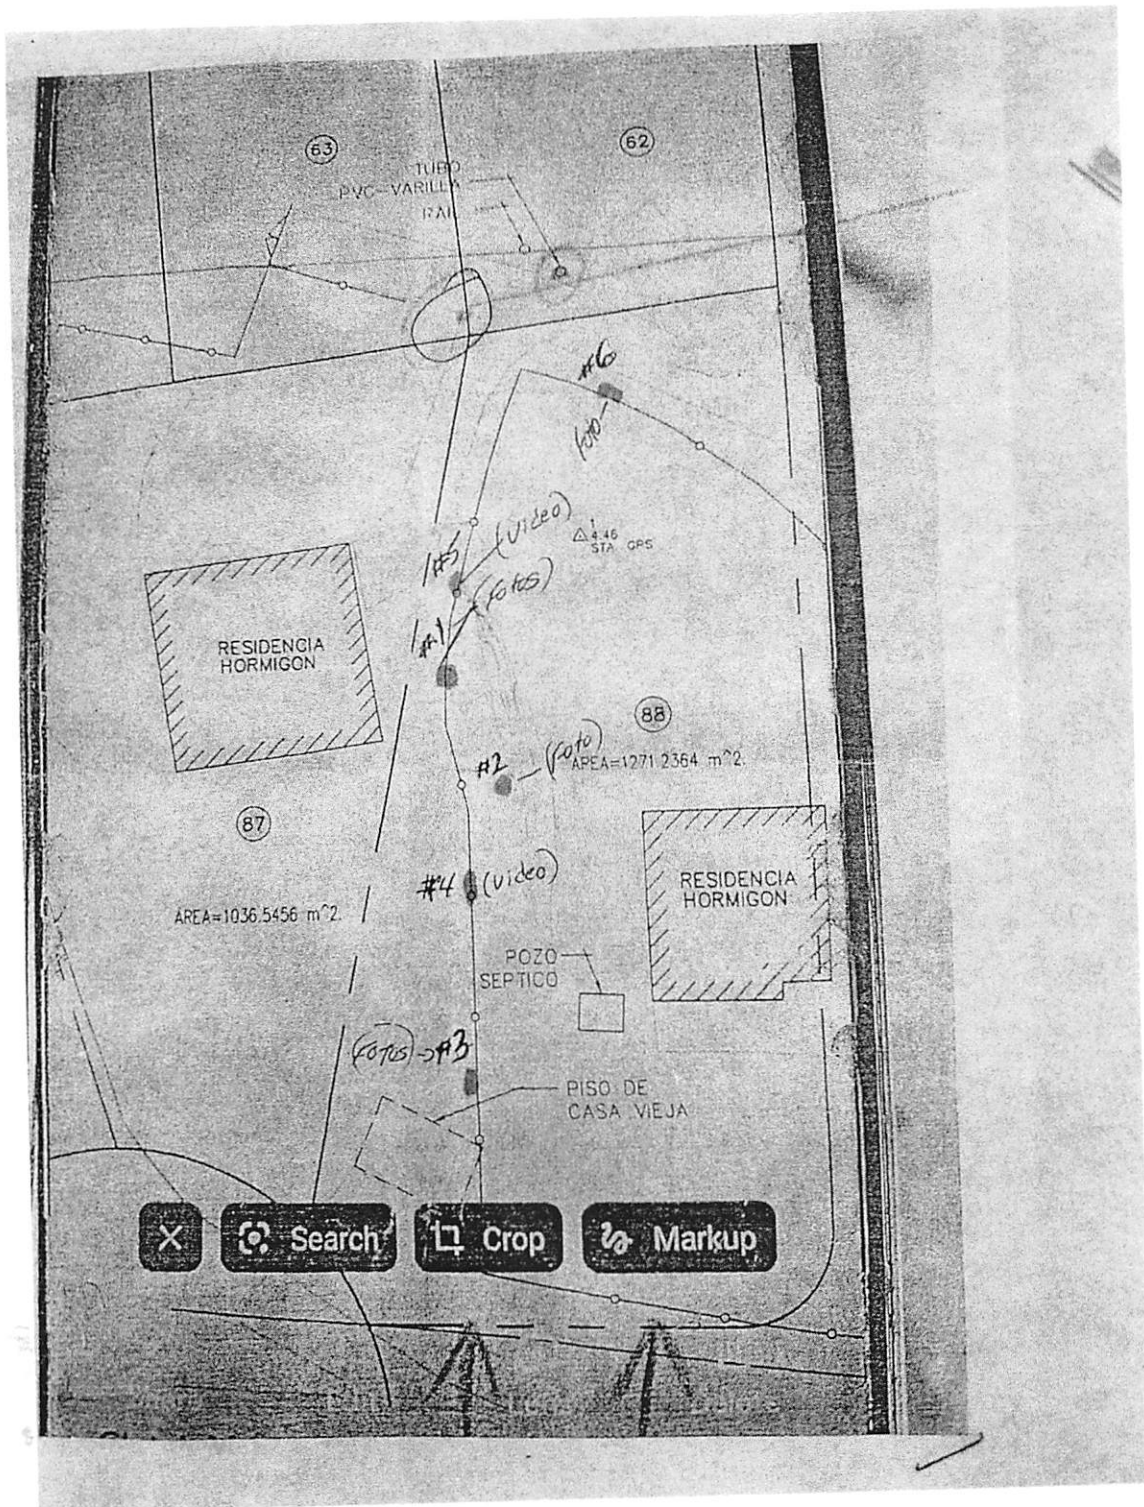 63
62
TUBO
PVC-VARILLA
RAIL
#6
foto
#5 (video)
1
4.46
STA GPS
#1 (fotos)
RESIDENCIA
HORMIGON
88
#2 (foto)
AREA=1271.2364 m^2.
87
#4 (video)
RESIDENCIA
HORMIGON
AREA=1036.5456 m^2.
POZO
SEPTICO
(FOTOS) → #3
PISO DE
CASA VIEJA
Search
Crop
Markup